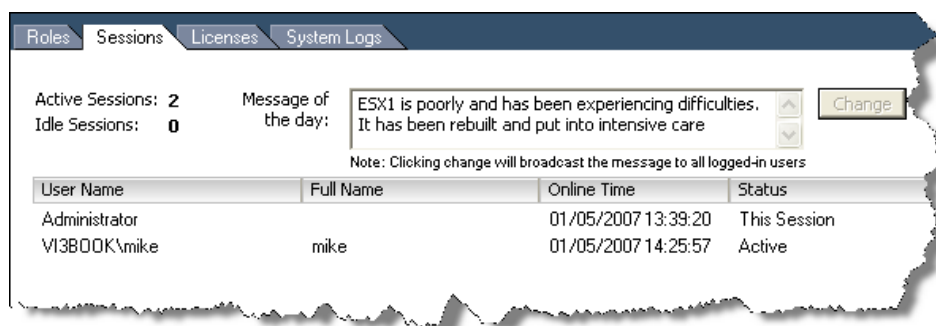 Roles Sessions Licenses System Logs
Active Sessions: 2
Idle Sessions: 0
Message of
the day:
ESX1 is poorly and has been experiencing difficulties.
It has been rebuilt and put into intensive care
Change
Note: Clicking change will broadcast the message to all logged-in users
User Name Full Name Online Time Status
Administrator 01/05/2007 13:39:20 This Session
VI3BOOK\mike mike 01/05/2007 14:25:57 Active